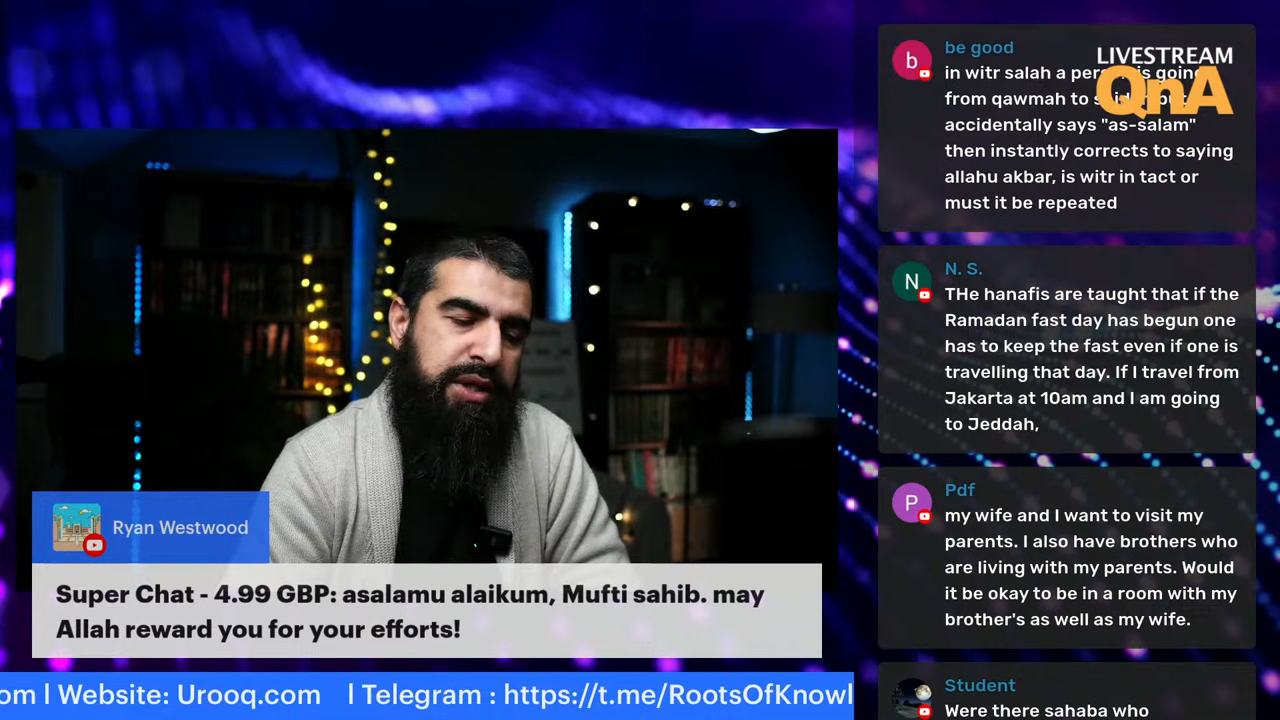 LIVESTREAM
QnA
be good
in witr salah a is going
from qawmah to but
accidentally says "as-salam"
then instantly corrects to saying
allahu akbar, is witr in tact or
must it be repeated
N. S.
THe hanafis are taught that if the
Ramadan fast day has begun one
has to keep the fast even if one is
travelling that day. If I travel from
Jakarta at 10am and I am going
to Jeddah,
Pdf
my wife and I want to visit my
parents. I also have brothers who
are living with my parents. Would
it be okay to be in a room with my
brother's as well as my wife.
Student
Were there sahaba who
Ryan Westwood
Super Chat - 4.99 GBP: asalamu alaikum, Mufti sahib. may
Allah reward you for your efforts!
om l Website: Urooq.com l Telegram : https://t.me/RootsOfKnowl